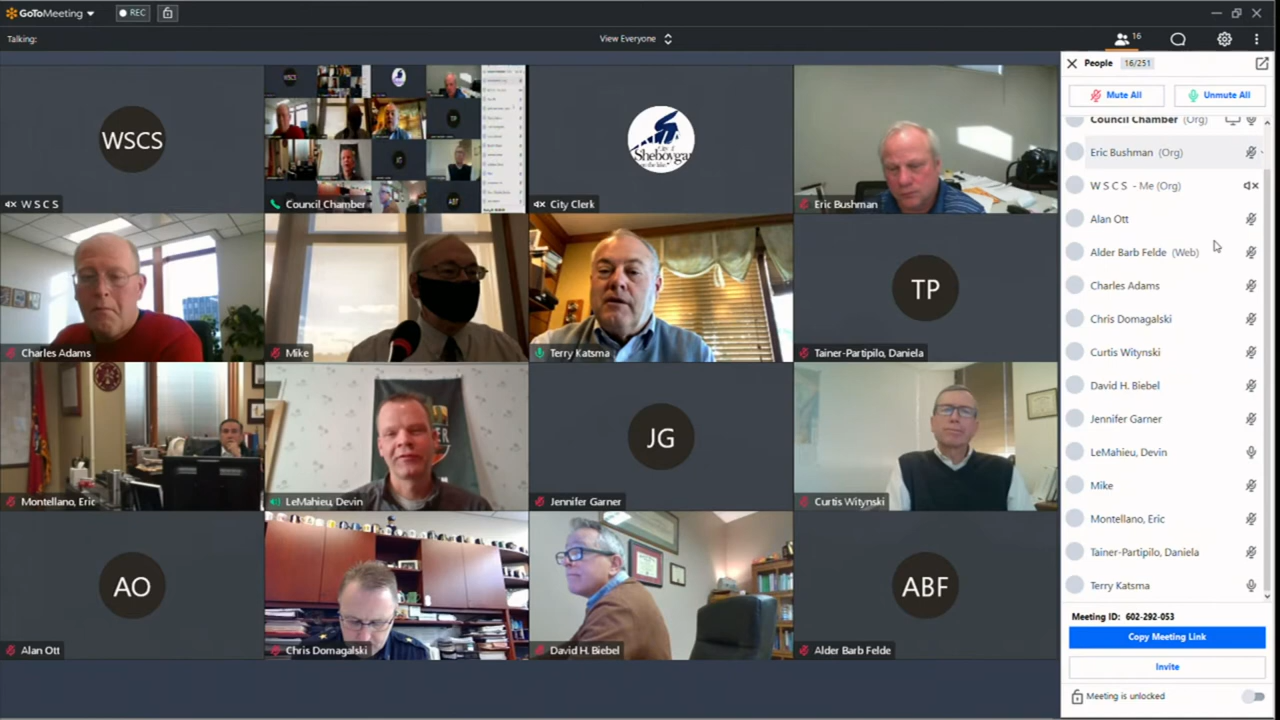 GoToMeeting
REC
Talking:
View Everyone
16
People 16/251
Mute All
Unmute All
Council Chamber (Org)
Eric Bushman (Org)
W S C S - Me (Org)
Alan Ott
Alder Barb Felde (Web)
Charles Adams
Chris Domagalski
Curtis Witynski
David H. Biebel
Jennifer Garner
LeMahieu, Devin
Mike
Montellano, Eric
Tainer-Partipilo, Daniela
Terry Katsma
Meeting ID: 602-292-053
Copy Meeting Link
Invite
Meeting is unlocked
WSCS
W S C S
Council Chamber
Sheboygan
City Clerk
Eric Bushman
Charles Adams
Mike
Terry Katsma
TP
Tainer-Partipilo, Daniela
Montellano, Eric
LeMahieu, Devin
JG
Jennifer Garner
Curtis Witynski
AO
Alan Ott
Chris Domagalski
David H. Biebel
ABF
Alder Barb Felde